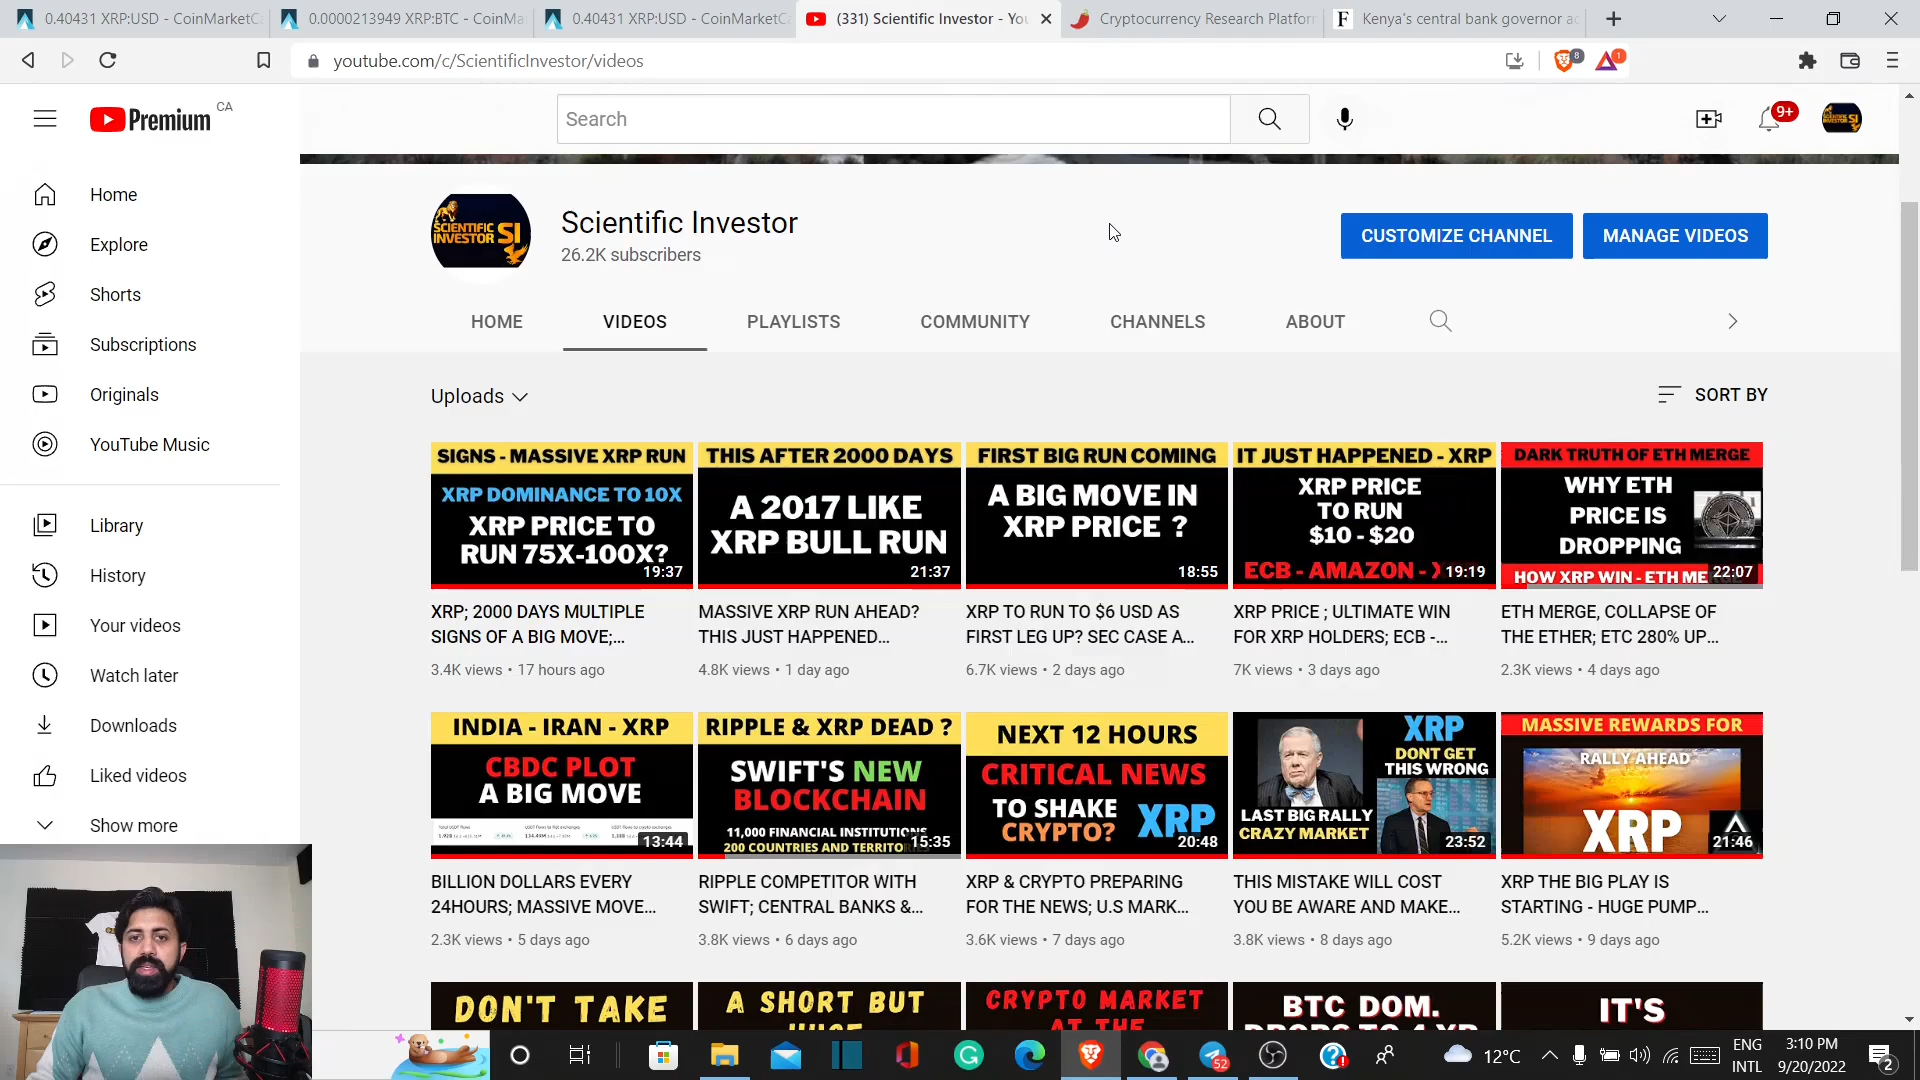 0.40431 XRP:USD - CoinMarketC
0.0000213949 XRP:BTC - CoinMa
0.40431 XRP:USD - CoinMarketC
(331) Scientific Investor - You
Cryptocurrency Research Platfor
F
Kenya's central bank governor ac
youtube.com/c/ScientificInvestor/videos
8
1
Premium
CA
Search
9+
Home
Explore
Shorts
Subscriptions
Originals
YouTube Music
Library
History
Your videos
Watch later
Downloads
Liked videos
Show more
SCIENTIFIC
INVESTOR SI
Scientific Investor
26.2K subscribers
CUSTOMIZE CHANNEL
MANAGE VIDEOS
HOME
VIDEOS
PLAYLISTS
COMMUNITY
CHANNELS
ABOUT
Uploads
SORT BY
SIGNS - MASSIVE XRP RUN
XRP DOMINANCE TO 10X
XRP PRICE TO
RUN 75X-100X?
19:37
XRP; 2000 DAYS MULTIPLE
SIGNS OF A BIG MOVE;...
3.4K views • 17 hours ago
THIS AFTER 2000 DAYS
A 2017 LIKE
XRP BULL RUN
21:37
MASSIVE XRP RUN AHEAD?
THIS JUST HAPPENED...
4.8K views • 1 day ago
FIRST BIG RUN COMING
A BIG MOVE IN
XRP PRICE ?
18:55
XRP TO RUN TO $6 USD AS
FIRST LEG UP? SEC CASE A...
6.7K views • 2 days ago
IT JUST HAPPENED - XRP
XRP PRICE
TO RUN
$10 - $20
ECB - AMAZON -
19:19
XRP PRICE ; ULTIMATE WIN
FOR XRP HOLDERS; ECB -...
7K views • 3 days ago
DARK TRUTH OF ETH MERGE
WHY ETH
PRICE IS
DROPPING
HOW XRP WIN - ETH ME
22:07
ETH MERGE, COLLAPSE OF
THE ETHER; ETC 280% UP...
2.3K views • 4 days ago
INDIA - IRAN - XRP
CBDC PLOT
A BIG MOVE
13:44
BILLION DOLLARS EVERY
24HOURS; MASSIVE MOVE...
2.3K views • 5 days ago
RIPPLE & XRP DEAD ?
SWIFT'S NEW
BLOCKCHAIN
11,000 FINANCIAL INSTITUTIONS
200 COUNTRIES AND TERRITO
15:35
RIPPLE COMPETITOR WITH
SWIFT; CENTRAL BANKS &...
3.8K views • 6 days ago
NEXT 12 HOURS
CRITICAL NEWS
TO SHAKE
CRYPTO?
XRP
20:48
XRP & CRYPTO PREPARING
FOR THE NEWS; U.S MARK...
3.6K views • 7 days ago
XRP
DONT GET
THIS WRONG
LAST BIG RALLY
CRAZY MARKET
23:52
THIS MISTAKE WILL COST
YOU BE AWARE AND MAKE...
3.8K views • 8 days ago
MASSIVE REWARDS FOR
RALLY AHEAD
XRP
21:46
XRP THE BIG PLAY IS
STARTING - HUGE PUMP...
5.2K views • 9 days ago
DON'T TAKE
A SHORT BUT
HUGE
CRYPTO MARKET
AT THE
BTC DOM.
DROPS TO 4 XR
IT'S
52
12°C
ENG
INTL
3:10 PM
9/20/2022
2